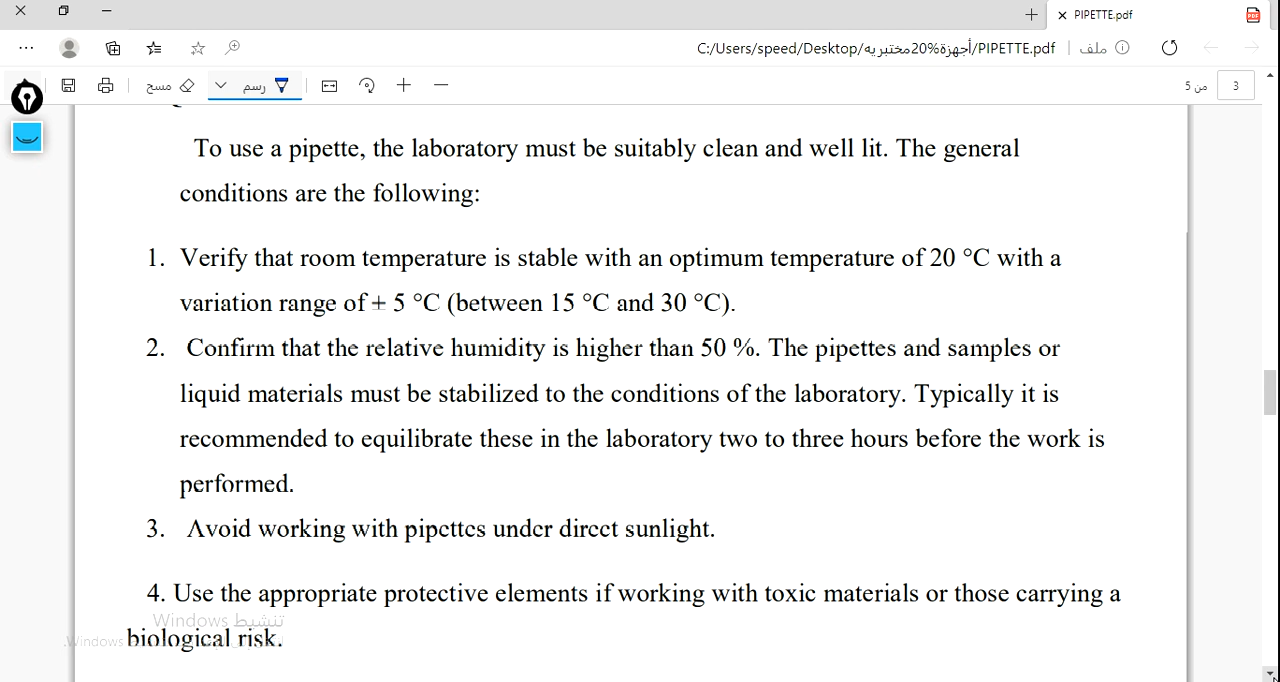 PIPETTE.pdf
C:/Users/speed/Desktop/أجهزة%20مختبريه/PIPETTE.pdf | ملف
مسح
رسم
3 من 5
To use a pipette, the laboratory must be suitably clean and well lit. The general
conditions are the following:
1. Verify that room temperature is stable with an optimum temperature of 20 °C with a
variation range of ± 5 °C (between 15 °C and 30 °C).
2. Confirm that the relative humidity is higher than 50 %. The pipettes and samples or
liquid materials must be stabilized to the conditions of the laboratory. Typically it is
recommended to equilibrate these in the laboratory two to three hours before the work is
performed.
3. Avoid working with pipettes under direct sunlight.
4. Use the appropriate protective elements if working with toxic materials or those carrying a
تنشيط Windows
biological risk.
Windows.